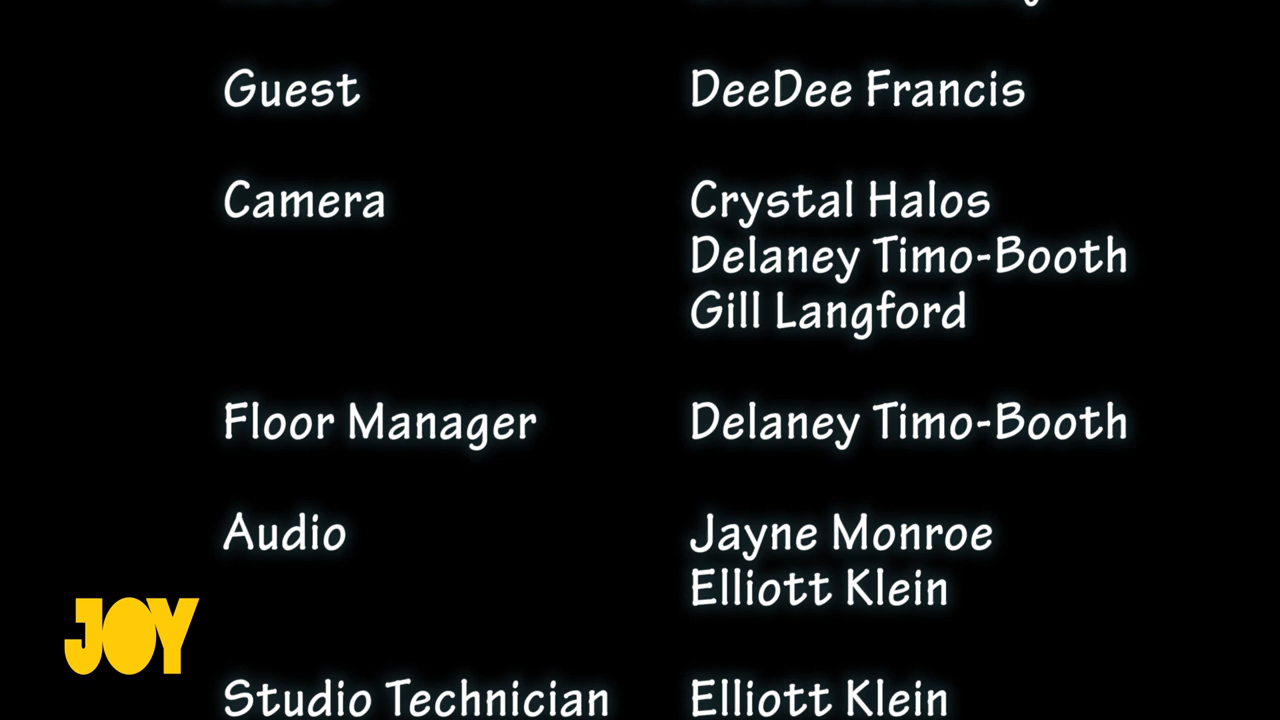 Guest DeeDee Francis
Camera Crystal Halos
Delaney Timo-Booth
Gill Langford
Floor Manager Delaney Timo-Booth
Audio Jayne Monroe
Elliott Klein
JOY
Studio Technician Elliott Klein